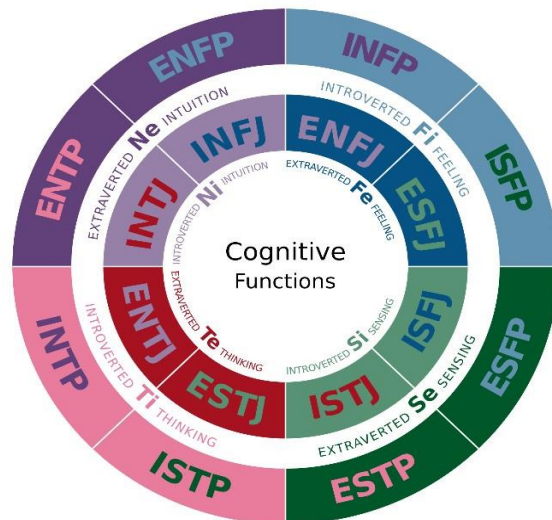 ENFP
INFP
ENTP
ISFP
EXTRAVERTED Ne INTUITION
INTROVERTED Fi FEELING
INFJ
ENFJ
INTJ
ESFJ
INTROVERTED Ni INTUITION
EXTRAVERTED Fe FEELING
Cognitive
Functions
EXTRAVERTED Te THINKING
INTROVERTED Si SENSING
ENTJ
ISFJ
ESTJ
ISTJ
INTROVERTED Ti THINKING
EXTRAVERTED Se SENSING
INTP
ESFP
ISTP
ESTP